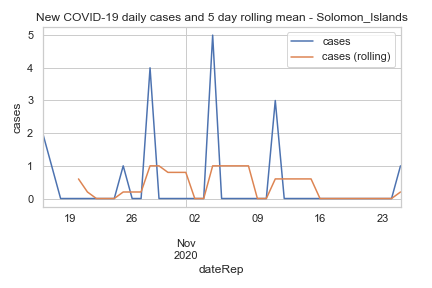 New COVID-19 daily cases and 5 day rolling mean - Solomon_Islands
cases
cases (rolling)
5
4
3
2
1
0
cases
19
26
02
09
16
23
Nov
2020
dateRep